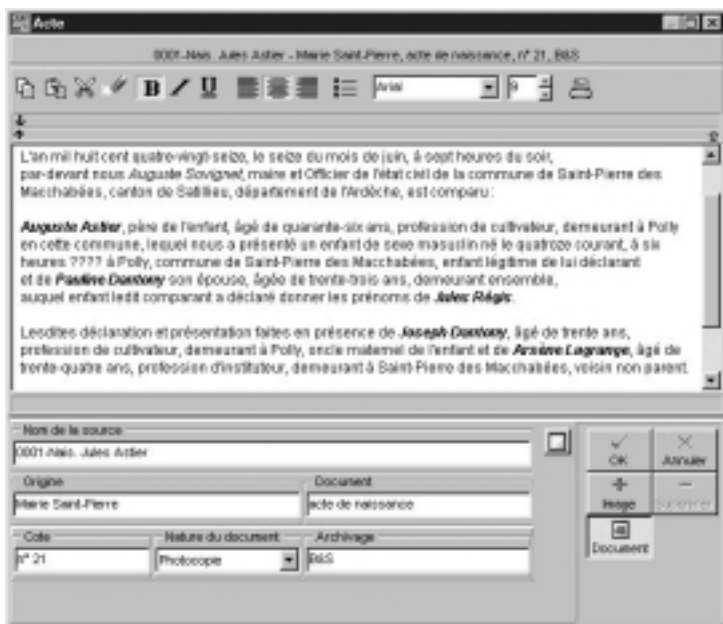 Acte
0001-Nais. Jules Astier - Mairie Saint-Pierre, acte de naissance, n° 21, B&S
B I U Arial 9
L'an mil huit cent quatre-vingt-seize, le seize du mois de juin, à sept heures du soir,
par-devant nous Auguste Sovignet, maire et Officier de l'état civil de la commune de Saint-Pierre des
Macchabées, canton de Satillieu, département de l'Ardèche, est comparu :
Auguste Astier, père de l'enfant, âgé de quarante-six ans, profession de cultivateur, demeurant à Polly
en cette commune, lequel nous a présenté un enfant de sexe masculin né le quatroze courant, à six
heures ???? à Polly, commune de Saint-Pierre des Macchabées, enfant légitime de lui déclarant
et de Pauline Dantony son épouse, âgée de trente-trois ans, demeurant ensemble,
auquel enfant ledit comparant a déclaré donner les prénoms de Jules Régis.
Lesdites déclaration et présentation faites en présence de Joseph Dantony, âgé de trente ans,
profession de cultivateur, demeurant à Polly, oncle maternel de l'enfant et de Arsène Lagrange, âgé de
trente-quatre ans, profession d'instituteur, demeurant à Saint-Pierre des Macchabées, voisin non parent.
Nom de la source
0001-Nais. Jules Astier
Origine Document
Mairie Saint-Pierre acte de naissance
Cote Nature du document Archivage
n° 21 Photocopie B&S
OK Annuler
Image Supprimer
Document